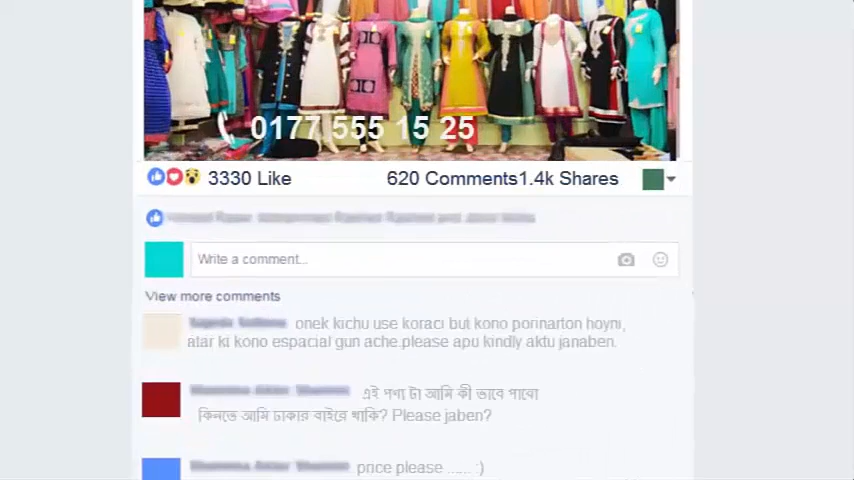 0177 555 15 25
3330 Like 620 Comments1.4k Shares
Write a comment...
View more comments
onek kichu use koraci but kono porinarton hoyni,
atar ki kono espacial gun ache.please apu kindly aktu janaben.
এই পণ্য টা আমি কী ভাবে পাবো
কিনতে আমি ঢাকার বাইরে থাকি? Please jaben?
price please ..... :)